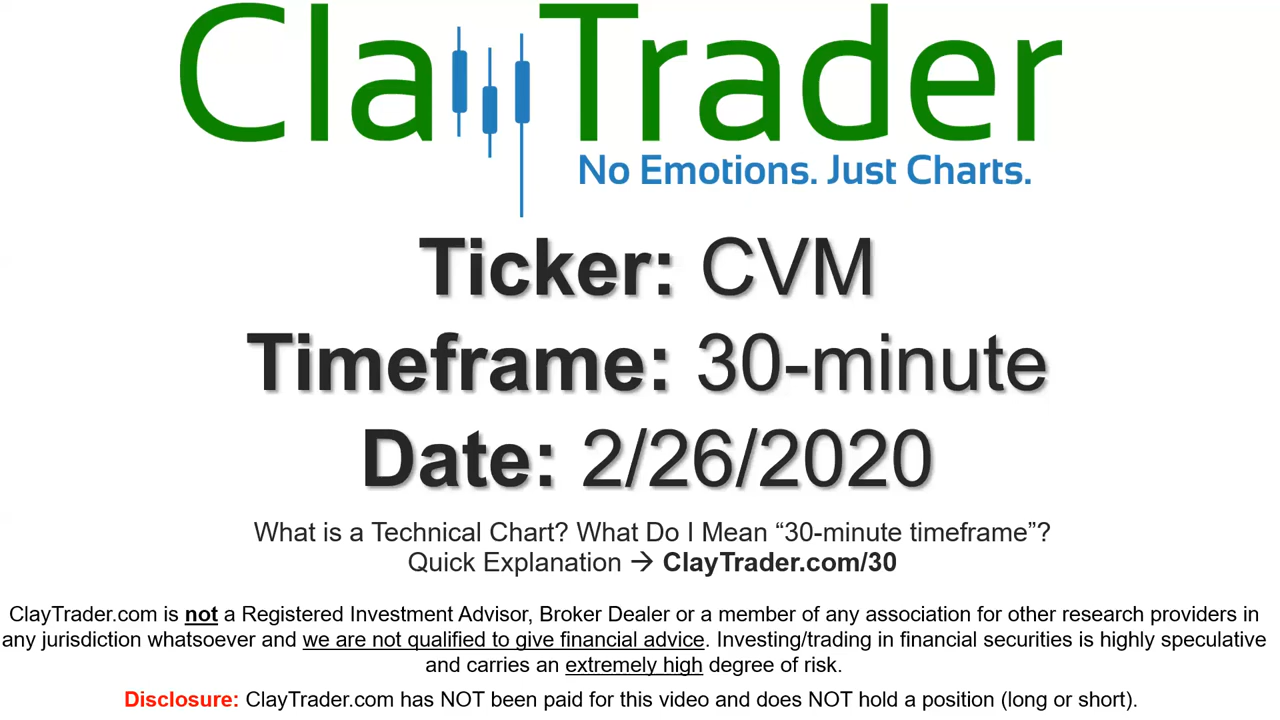 ClayTrader
No Emotions. Just Charts.
Ticker: CVM
Timeframe: 30-minute
Date: 2/26/2020
What is a Technical Chart? What Do I Mean “30-minute timeframe”?
Quick Explanation → ClayTrader.com/30
ClayTrader.com is not a Registered Investment Advisor, Broker Dealer or a member of any association for other research providers in
any jurisdiction whatsoever and we are not qualified to give financial advice. Investing/trading in financial securities is highly speculative
and carries an extremely high degree of risk.
Disclosure: ClayTrader.com has NOT been paid for this video and does NOT hold a position (long or short).